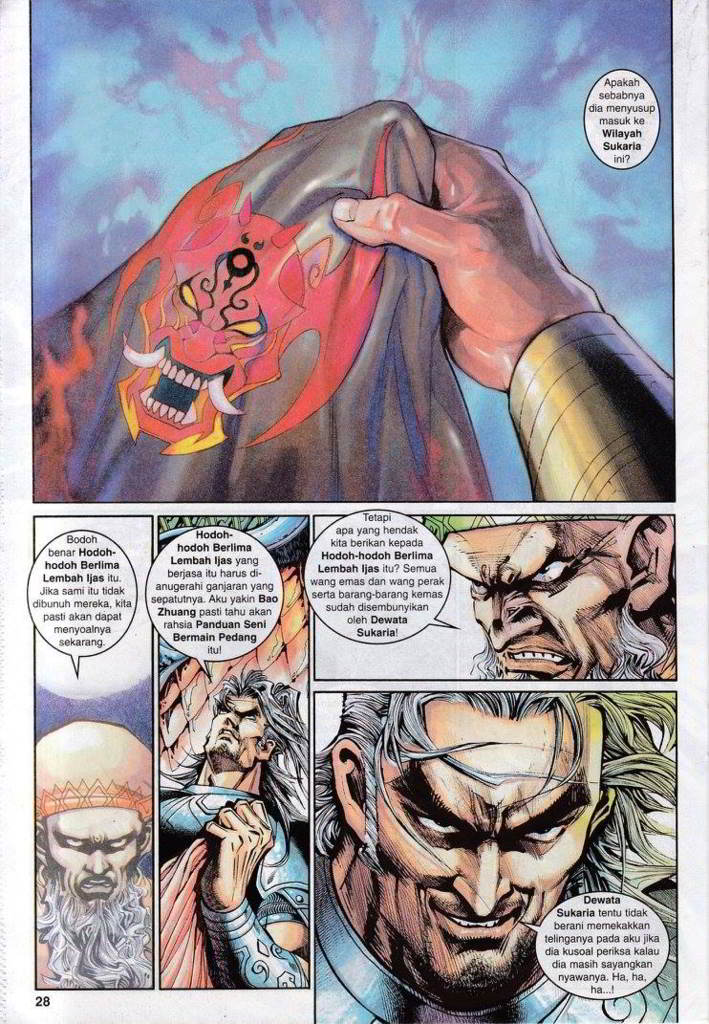 Apakah
sebabnya
dia menyusup
masuk ke
Wilayah
Sukaria
ini?
Bodoh
benar Hodoh-
hodoh Berlima
Lembah Ijas itu.
Jika sami itu tidak
dibunuh mereka, kita
pasti akan dapat
menyoalnya
sekarang.
Hodoh-
hodoh Berlima
Lembah Ijas yang
berjasa itu harus di-
anugerahi ganjaran yang
sepatutnya. Aku yakin Bao
Zhuang pasti tahu akan
rahsia Panduan Seni
Bermain Pedang
itu!
Tetapi
apa yang hendak
kita berikan kepada
Hodoh-hodoh Berlima
Lembah Ijas itu? Semua
wang emas dan wang perak
serta barang-barang kemas
sudah disembunyikan
oleh Dewata
Sukaria!
Dewata
Sukaria tentu tidak
berani memekakkan
telinganya pada aku jika
dia kusoal periksa kalau
dia masih sayangkan
nyawanya. Ha, ha,
ha...!
28